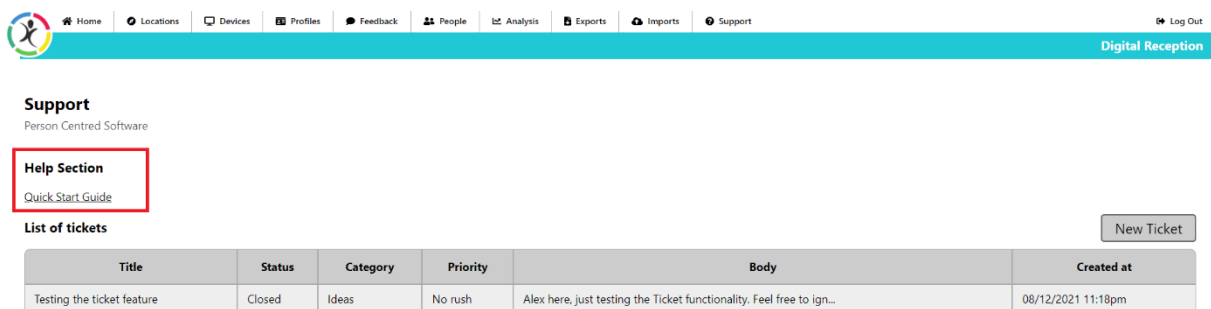 Home Locations Devices Profiles Feedback People Analysis Exports Imports Support Log Out
Digital Reception
Support
Person Centred Software
Help Section
Quick Start Guide
List of tickets New Ticket
Title Status Category Priority Body Created at
Testing the ticket feature Closed Ideas No rush Alex here, just testing the Ticket functionality. Feel free to ign... 08/12/2021 11:18pm